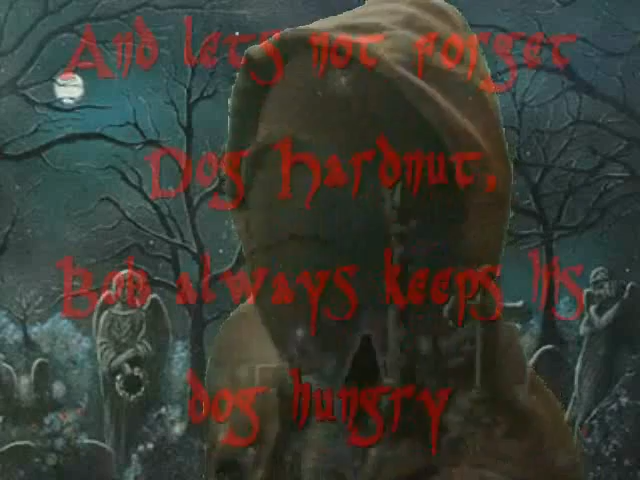 And lets not forget
Dog Hardnut,
Bob always keeps his
dog hungry